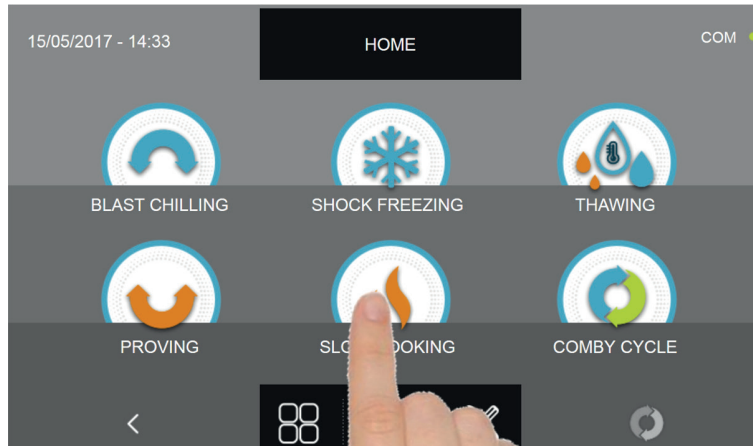 15/05/2017 - 14:33
HOME
COM
BLAST CHILLING
SHOCK FREEZING
THAWING
PROVING
COMBY CYCLE